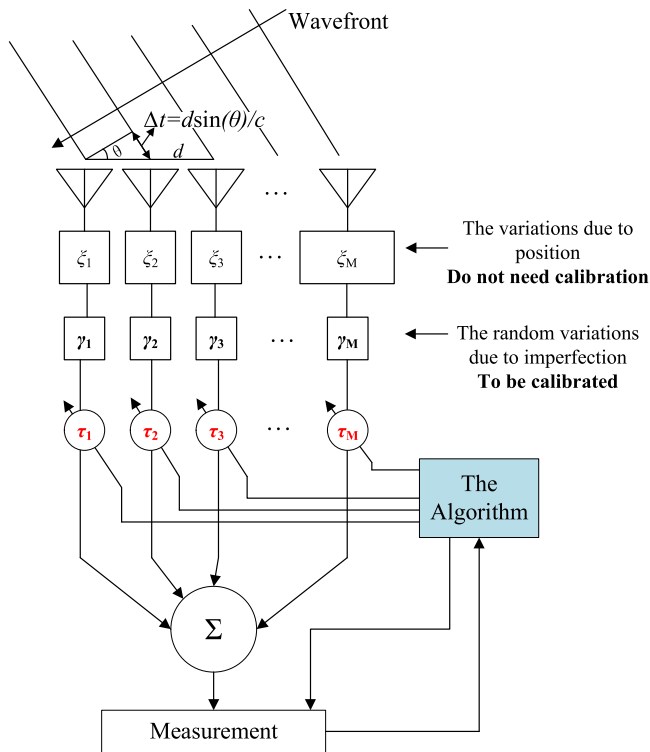 Wavefront
Δt=dsin(θ)/c
θ
d
...
ξ1 ξ2 ξ3 ... ξM
The variations due to
position
Do not need calibration
γ1 γ2 γ3 ... γM
The random variations
due to imperfection
To be calibrated
τ1 τ2 τ3 ... τM
The
Algorithm
Σ
Measurement